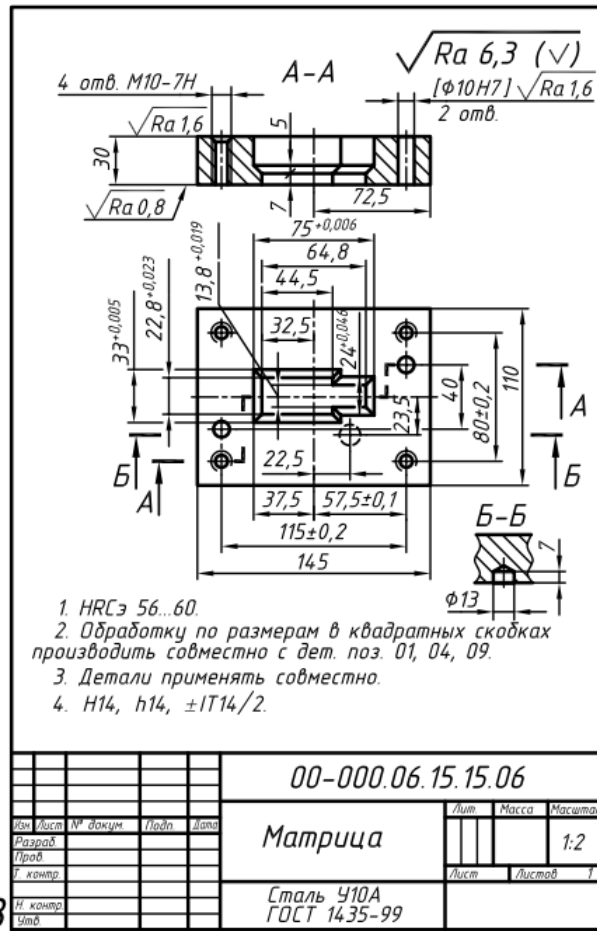 √Ra 6,3 (√)
4 отв. М10-7Н
А-А
[Ф10Н7] √Ra 1,6
2 отв.
√Ra 1,6
5
30
√Ra 0,8
7
72,5
75+0,006
64,8
44,5
13,8+0,019
32,5
22,8+0,023
33+0,005
24+0,046
23,5
40
80±0,2
110
А
Б
22,5
А
Б
37,5
57,5±0,1
115±0,2
145
Б-Б
7
Ф13
1. HRCэ 56...60.
2. Обработку по размерам в квадратных скобках
производить совместно с дет. поз. 01, 04, 09.
3. Детали применять совместно.
4. Н14, h14, ±IT14/2.
00-000.06.15.15.06
Изм. Лист № докум. Подп. Дата
Разраб.
Пров.
Т. контр.
Н. контр.
Утв.
Матрица
Лит. Масса Масштаб
1:2
Лист Листов 1
Сталь У10А
ГОСТ 1435-99